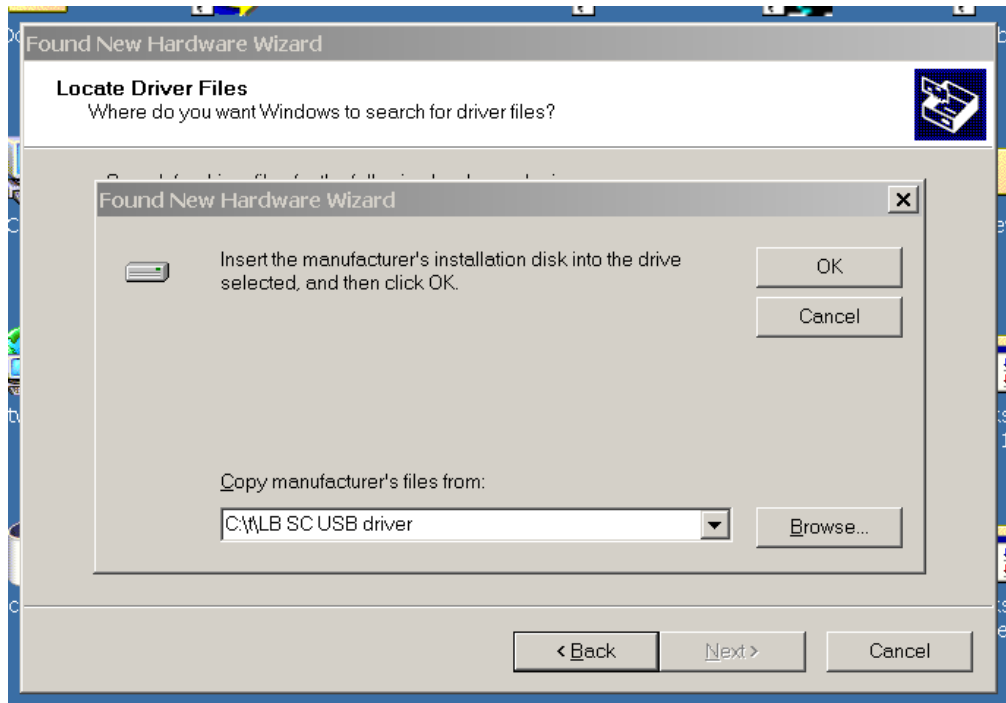 Found New Hardware Wizard
Locate Driver Files
Where do you want Windows to search for driver files?
Found New Hardware Wizard
Insert the manufacturer's installation disk into the drive
selected, and then click OK.
OK
Cancel
Copy manufacturer's files from:
C:\t\LB SC USB driver
Browse...
< Back
Next >
Cancel